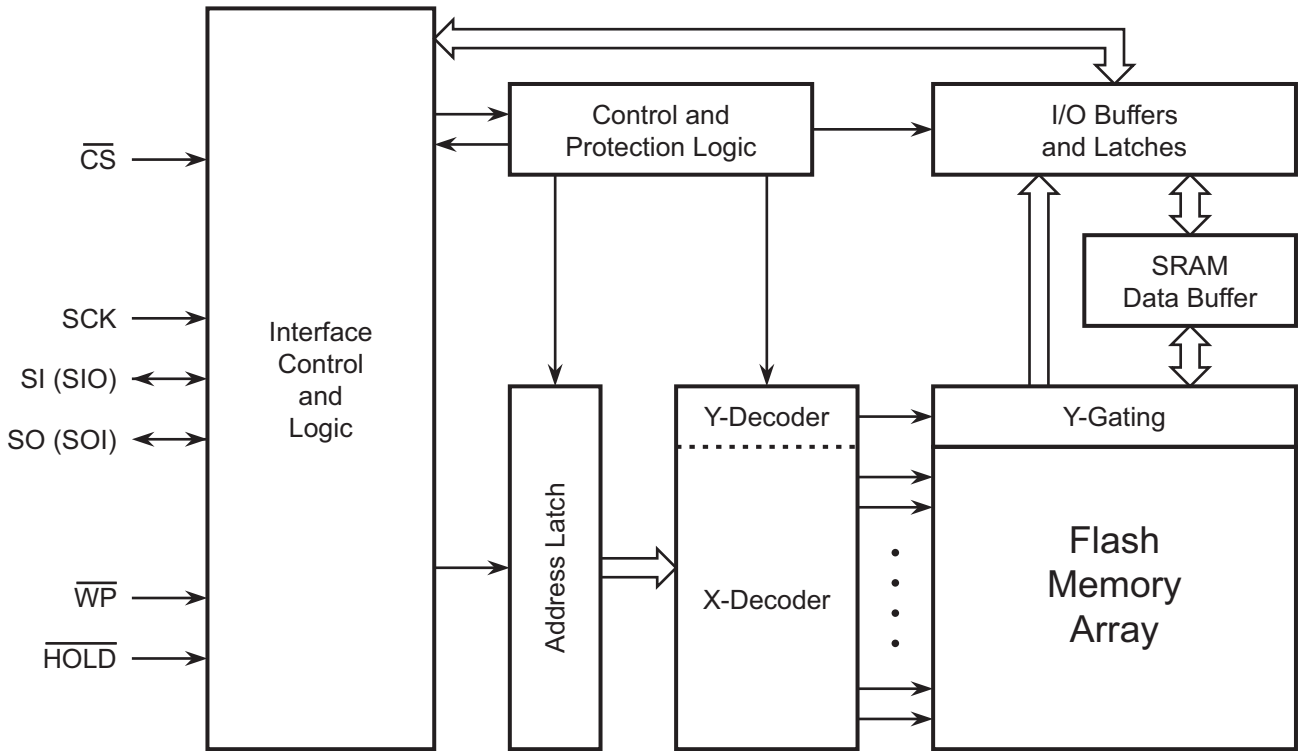 CS
SCK
SI (SIO)
SO (SOI)
WP
HOLD
Interface
Control
and
Logic
Control and
Protection Logic
I/O Buffers
and Latches
SRAM
Data Buffer
Address Latch
Y-Decoder
X-Decoder
Y-Gating
Flash
Memory
Array